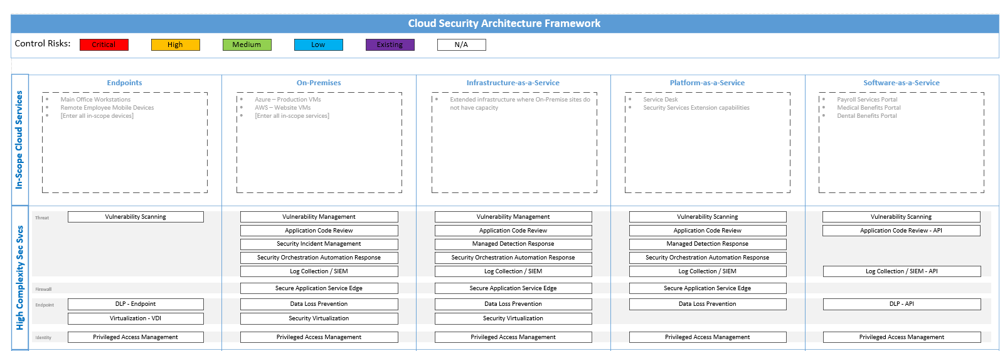 Cloud Security Architecture Framework
Control Risks:
Critical
High
Medium
Low
Existing
N/A
In-Scope Cloud Services
Endpoints
• Main Office Workstations
• Remote Employee Mobile Devices
• [Enter all in-scope devices]
On-Premises
• Azure – Production VMs
• AWS – Website VMs
• [Enter all in-scope services]
Infrastructure-as-a-Service
• Extended infrastructure where On-Premise sites do
not have capacity
Platform-as-a-Service
• Service Desk
• Security Services Extension capabilities
Software-as-a-Service
• Payroll Services Portal
• Medical Benefits Portal
• Dental Benefits Portal
High Complexity Sec Svcs
Threat
Vulnerability Scanning
Vulnerability Management
Vulnerability Management
Vulnerability Scanning
Vulnerability Scanning
Application Code Review
Application Code Review
Application Code Review
Application Code Review - API
Security Incident Management
Managed Detection Response
Managed Detection Response
Security Orchestration Automation Response
Security Orchestration Automation Response
Security Orchestration Automation Response
Log Collection / SIEM
Log Collection / SIEM
Log Collection / SIEM
Log Collection / SIEM - API
Firewall
Secure Application Service Edge
Secure Application Service Edge
Secure Application Service Edge
Endpoint
DLP - Endpoint
Data Loss Prevention
Data Loss Prevention
Data Loss Prevention
DLP - API
Virtualization - VDI
Security Virtualization
Security Virtualization
Identity
Privileged Access Management
Privileged Access Management
Privileged Access Management
Privileged Access Management
Privileged Access Management